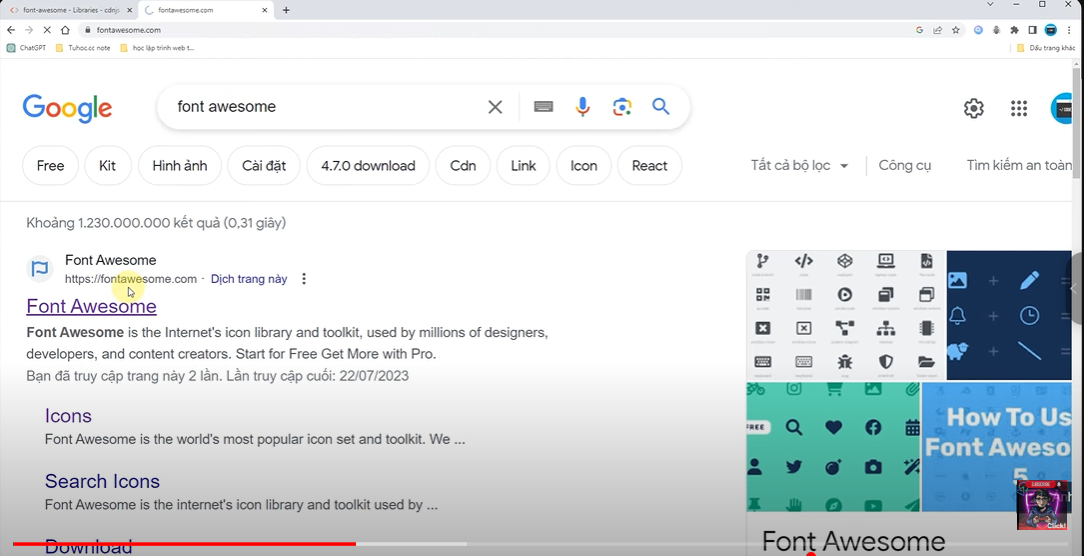 font-awesome - Libraries - cdnjs
fontawesome.com
fontawesome.com
ChatGPT
Tuhoc.cc note
học lập trình web t...
Dấu trang khác
Google
font awesome
Free
Kit
Hình ảnh
Cài đặt
4.7.0 download
Cdn
Link
Icon
React
Tất cả bộ lọc
Công cụ
Tìm kiếm an toàn
Khoảng 1.230.000.000 kết quả (0,31 giây)
Font Awesome
https://fontawesome.com · Dịch trang này
Font Awesome
Font Awesome is the Internet's icon library and toolkit, used by millions of designers,
developers, and content creators. Start for Free Get More with Pro.
Bạn đã truy cập trang này 2 lần. Lần truy cập cuối: 22/07/2023
Icons
Font Awesome is the world's most popular icon set and toolkit. We ...
Search Icons
Font Awesome is the internet's icon library and toolkit used by ...
Download
FREE
How To Us
Font Aweso
5
SUBSCRIBE
Click!
Font Awesome